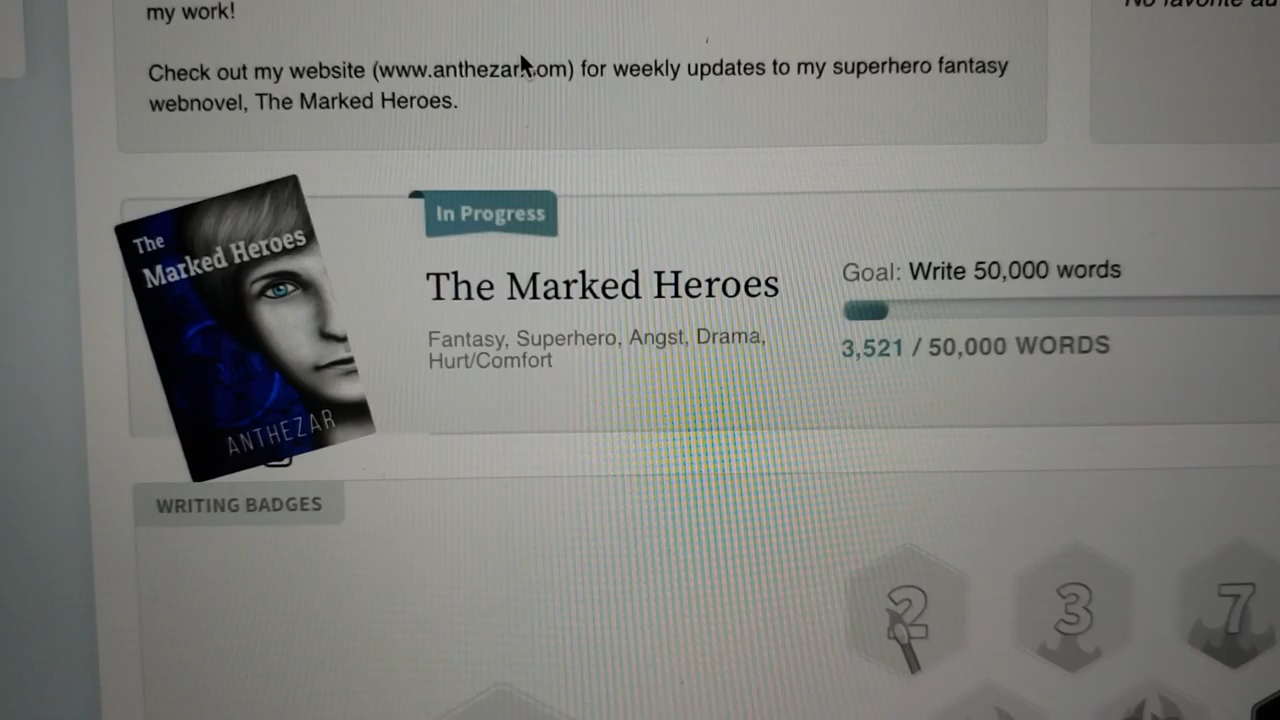 my work!
Check out my website (www.anthezar.com) for weekly updates to my superhero fantasy
webnovel, The Marked Heroes.
The
Marked Heroes
ANTHEZAR
In Progress
The Marked Heroes
Fantasy, Superhero, Angst, Drama,
Hurt/Comfort
Goal: Write 50,000 words
3,521 / 50,000 WORDS
WRITING BADGES
2
3
7